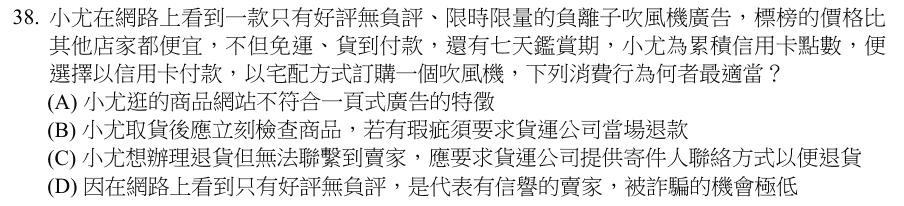 38. 小尤在網路上看到一款只有好評無負評、限時限量的負離子吹風機廣告，標榜的價格比
其他店家都便宜，不但免運、貨到付款，還有七天鑑賞期，小尤為累積信用卡點數，便
選擇以信用卡付款，以宅配方式訂購一個吹風機，下列消費行為何者最適當？
(A) 小尤逛的商品網站不符合一頁式廣告的特徵
(B) 小尤取貨後應立刻檢查商品，若有瑕疵須要求貨運公司當場退款
(C) 小尤想辦理退貨但無法聯繫到賣家，應要求貨運公司提供寄件人聯絡方式以便退貨
(D) 因在網路上看到只有好評無負評，是代表有信譽的賣家，被詐騙的機會極低